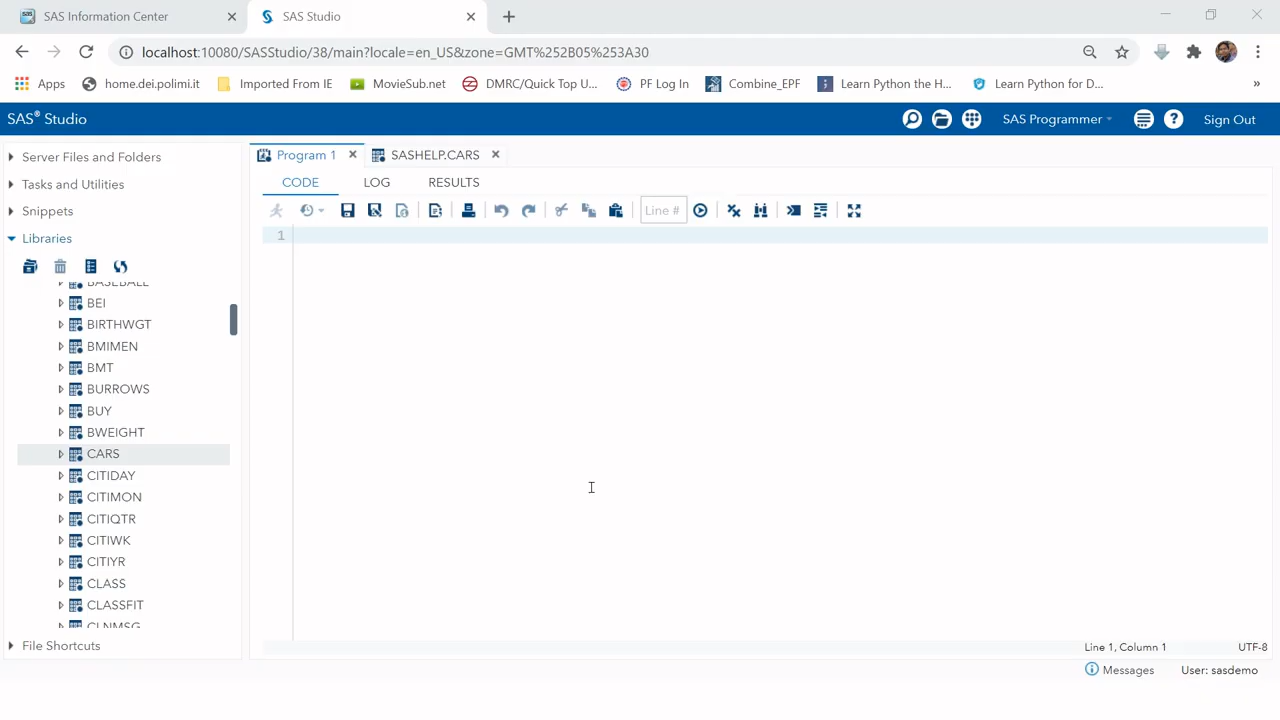 SAS Information Center
SAS Studio
localhost:10080/SASStudio/38/main?locale=en_US&zone=GMT%252B05%253A30
Apps home.dei.polimi.it Imported From IE MovieSub.net DMRC/Quick Top U... PF Log In Combine_EPF Learn Python the H... Learn Python for D... »
SAS® Studio SAS Programmer Sign Out
Server Files and Folders
Tasks and Utilities
Snippets
Libraries
BASEBALL
BEI
BIRTHWGT
BMIMEN
BMT
BURROWS
BUY
BWEIGHT
CARS
CITIDAY
CITIMON
CITIQTR
CITIWK
CITIYR
CLASS
CLASSFIT
CLNMSG
File Shortcuts
Program 1 SASHELP.CARS
CODE LOG RESULTS
Line #
1
Line 1, Column 1 UTF-8
Messages User: sasdemo